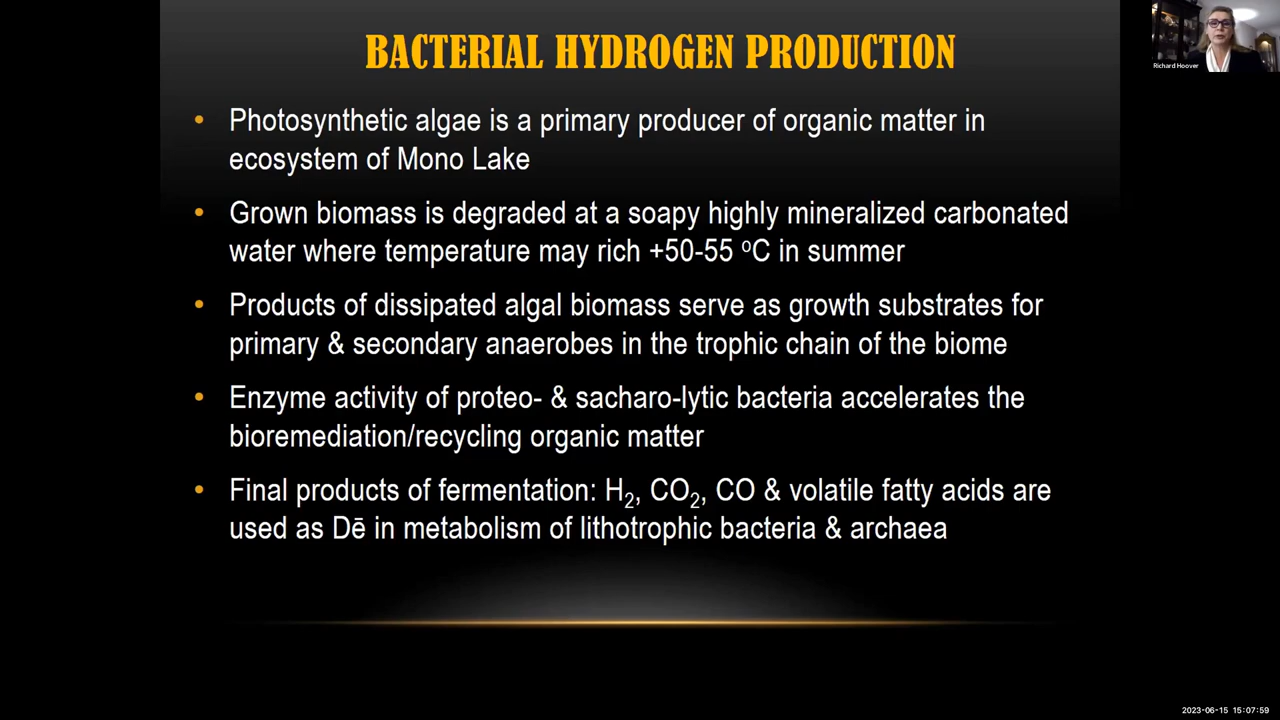 BACTERIAL HYDROGEN PRODUCTION
Richard Hoover
• Photosynthetic algae is a primary producer of organic matter in
ecosystem of Mono Lake
• Grown biomass is degraded at a soapy highly mineralized carbonated
water where temperature may rich +50-55 ºC in summer
• Products of dissipated algal biomass serve as growth substrates for
primary & secondary anaerobes in the trophic chain of the biome
• Enzyme activity of proteo- & sacharo-lytic bacteria accelerates the
bioremediation/recycling organic matter
• Final products of fermentation: H₂, CO₂, CO & volatile fatty acids are
used as Dē in metabolism of lithotrophic bacteria & archaea
2023-06-15 15:07:59